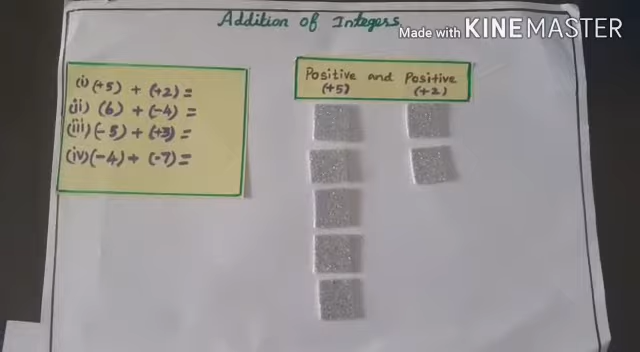 Addition of Integers
Made with KINEMASTER
(i) (+5) + (+2) =
(ii) (6) + (-4) =
(iii) (-5) + (+3) =
(iv) (-4) + (-7) =
Positive and Positive
(+5) (+2)